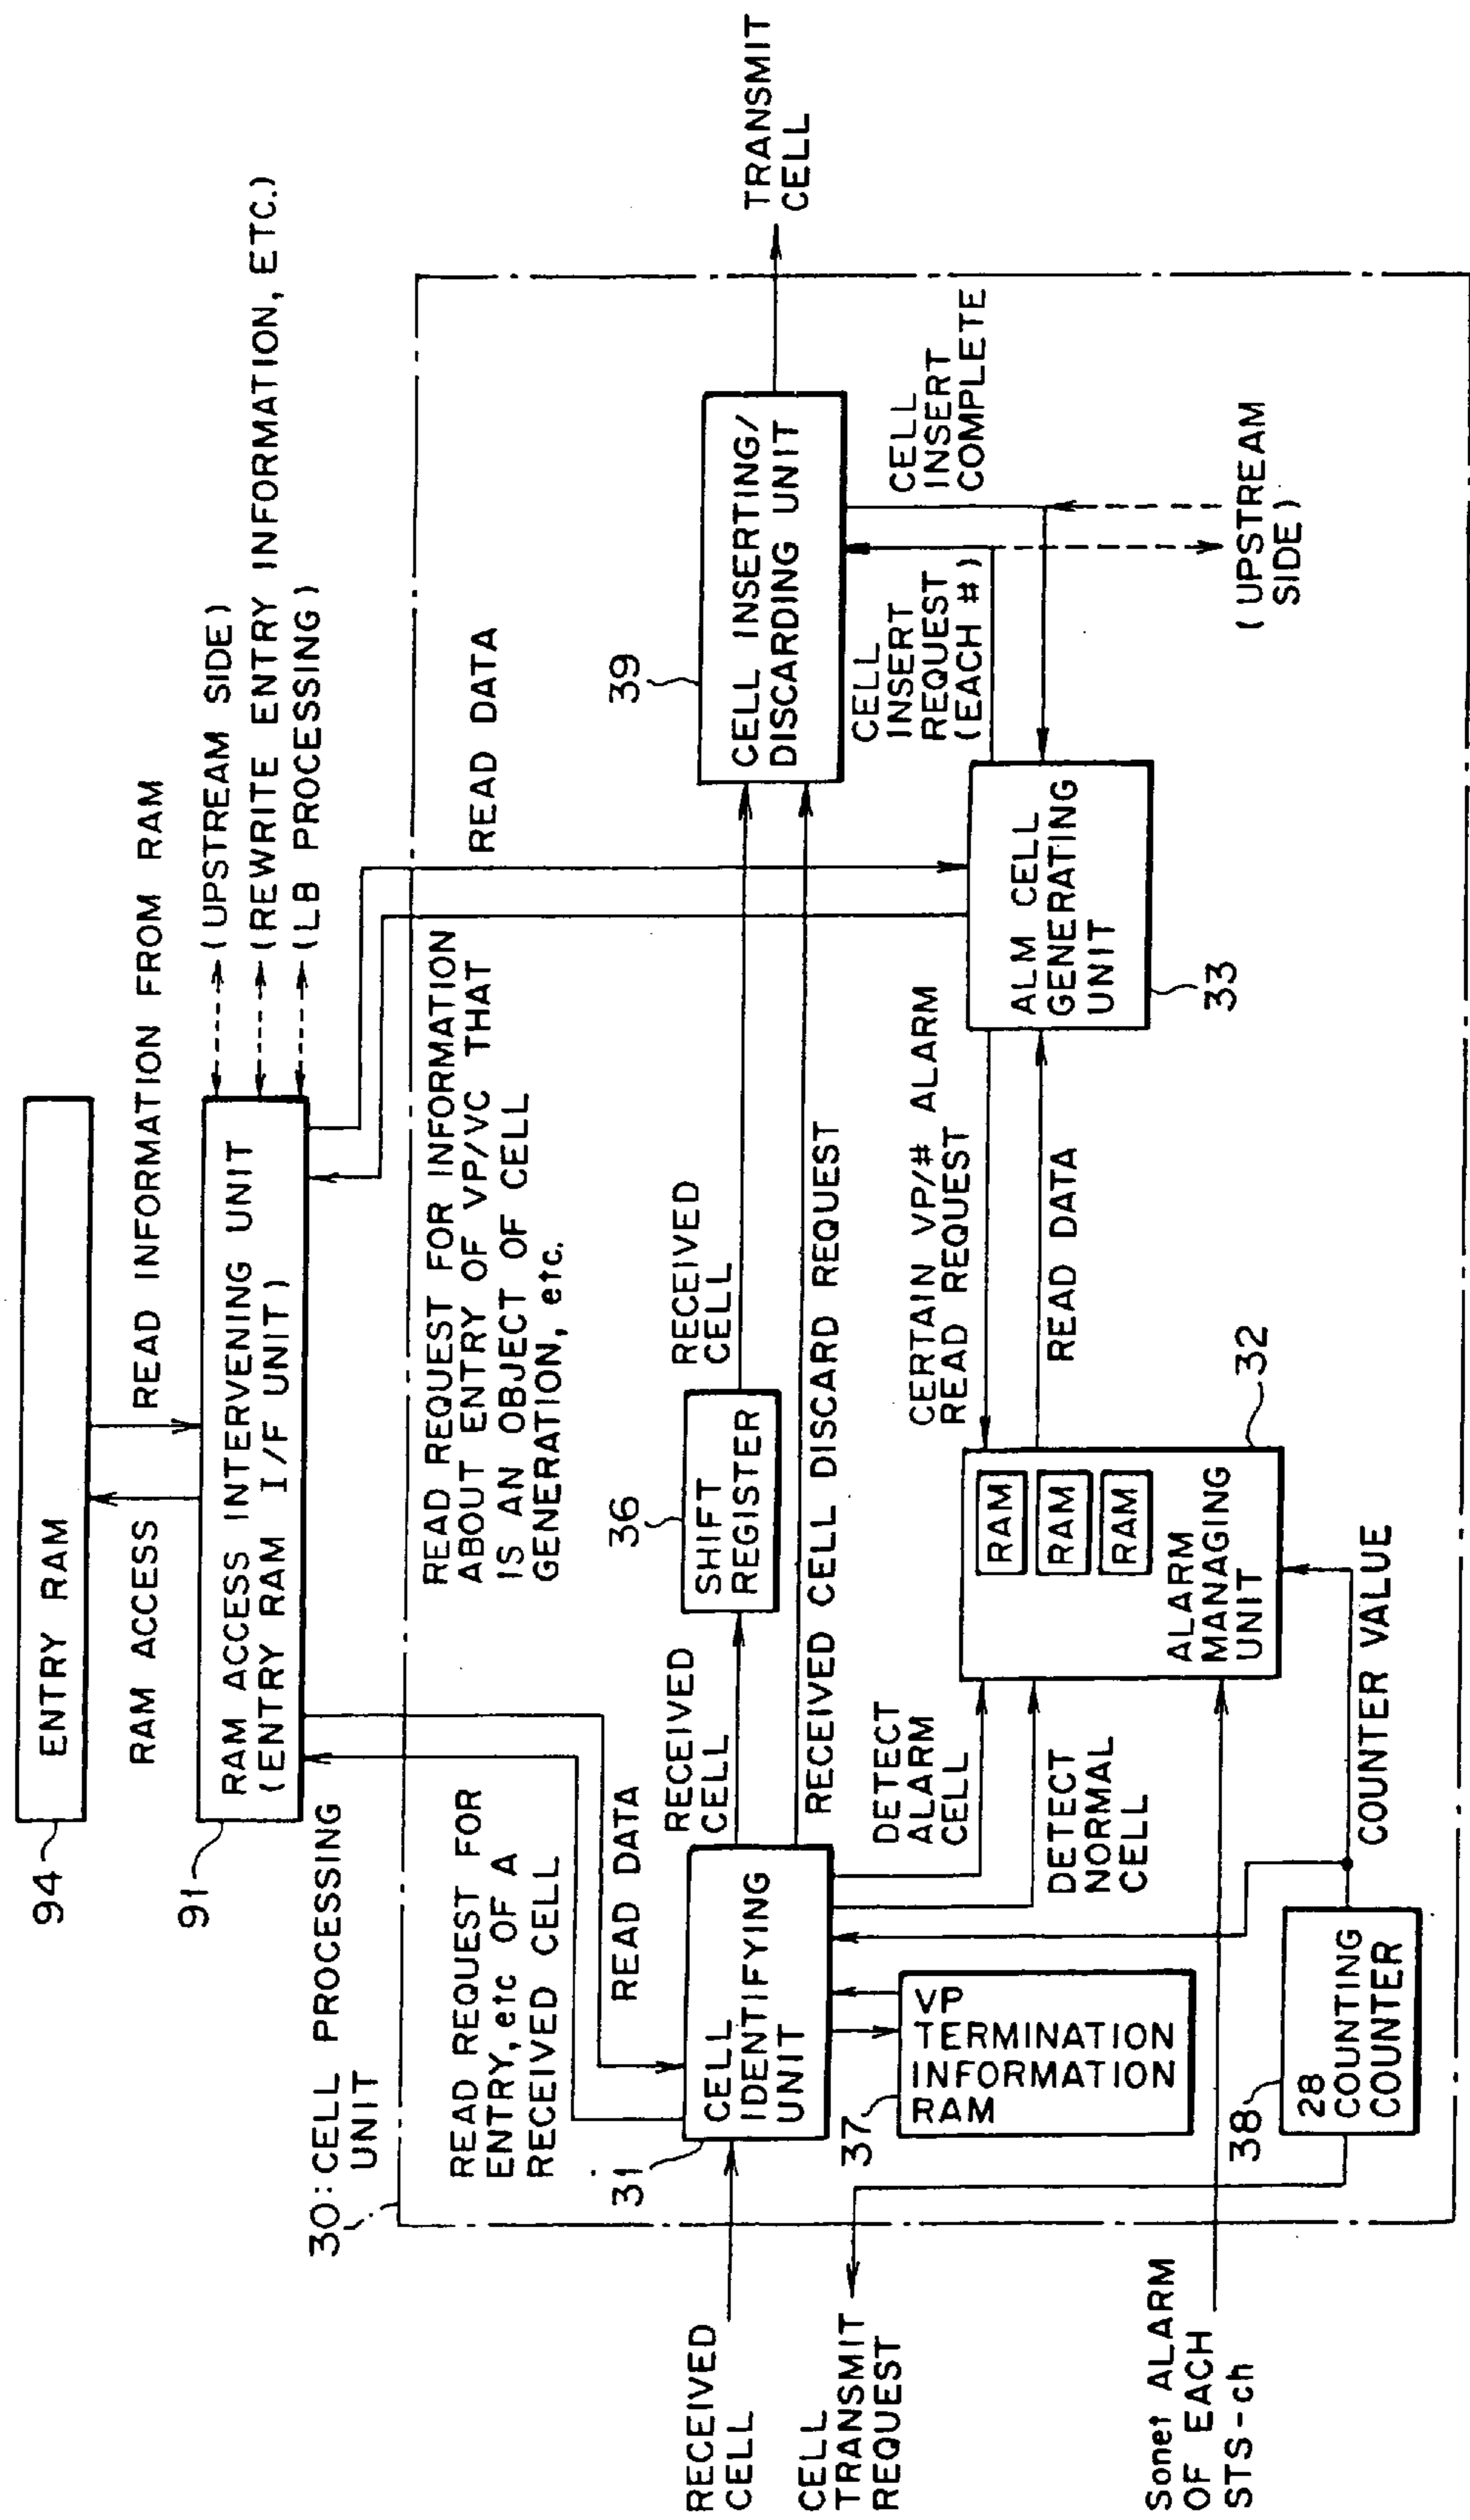 94
ENTRY RAM
RAM ACCESS
READ INFORMATION FROM RAM
91
RAM ACCESS INTERVENING UNIT
(ENTRY RAM I/F UNIT)
(UPSTREAM SIDE)
(REWRITE ENTRY INFORMATION, ETC.)
(LB PROCESSING)
30:CELL PROCESSING
UNIT
READ REQUEST FOR
ENTRY, etc OF A
RECEIVED CELL
READ DATA
READ REQUEST FOR INFORMATION
ABOUT ENTRY OF VP/VC THAT
IS AN OBJECT OF CELL
GENERATION, etc.
READ DATA
RECEIVED
CELL
31
CELL
IDENTIFYING
UNIT
RECEIVED
CELL
36
SHIFT
REGISTER
RECEIVED
CELL
39
CELL INSERTING/
DISCARDING UNIT
TRANSMIT
CELL
RECEIVED CELL DISCARD REQUEST
CELL
TRANSMIT
REQUEST
37
VP
TERMINATION
INFORMATION
RAM
DETECT
ALARM
CELL
DETECT
NORMAL
CELL
RAM
RAM
RAM
ALARM
MANAGING
UNIT
32
CERTAIN VP/# ALARM
READ REQUEST
READ DATA
ALM CELL
GENERATING
UNIT
33
CELL
INSERT
REQUEST
(EACH #)
CELL
INSERT
COMPLETE
(UPSTREAM
SIDE)
Sonet ALARM
OF EACH
STS-ch
38
28
COUNTING
COUNTER
COUNTER VALUE